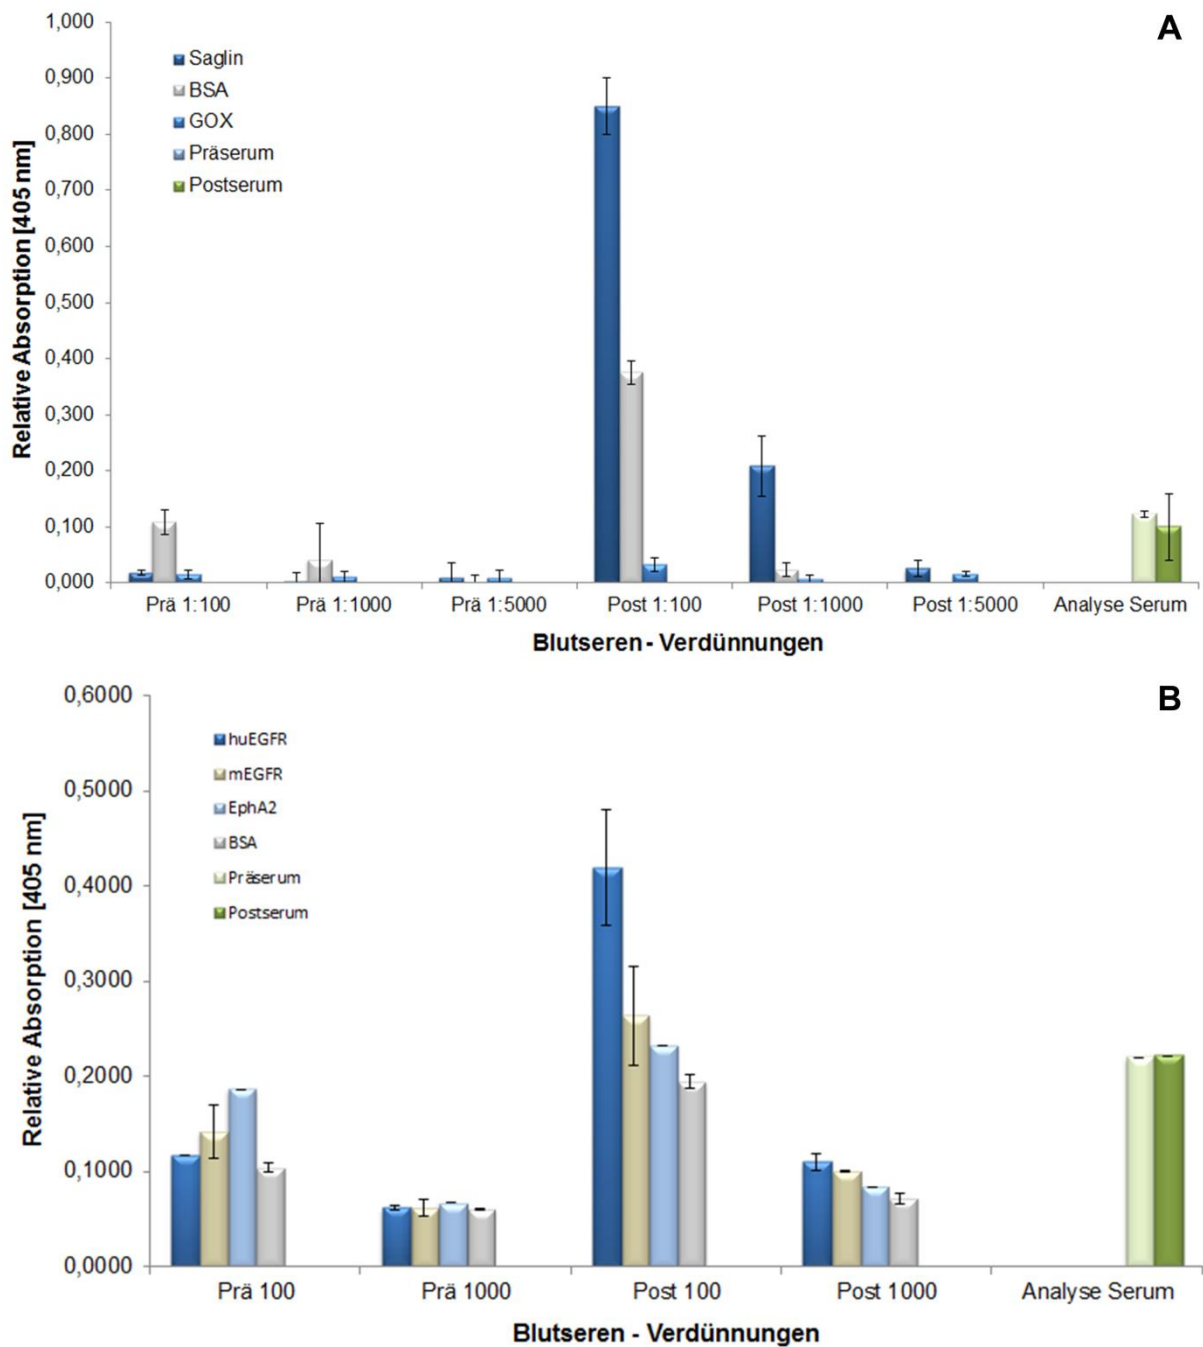 A
1,000
0,900
0,800
0,700
0,600
0,500
0,400
0,300
0,200
0,100
0,000
Relative Absorption [405 nm]
Saglin
BSA
GOX
Präserum
Postserum
Prä 1:100 Prä 1:1000 Prä 1:5000 Post 1:100 Post 1:1000 Post 1:5000 Analyse Serum
Blutseren - Verdünnungen
B
0,6000
0,5000
0,4000
0,3000
0,2000
0,1000
0,0000
Relative Absorption [405 nm]
huEGFR
mEGFR
EphA2
BSA
Präserum
Postserum
Prä 100 Prä 1000 Post 100 Post 1000 Analyse Serum
Blutseren - Verdünnungen